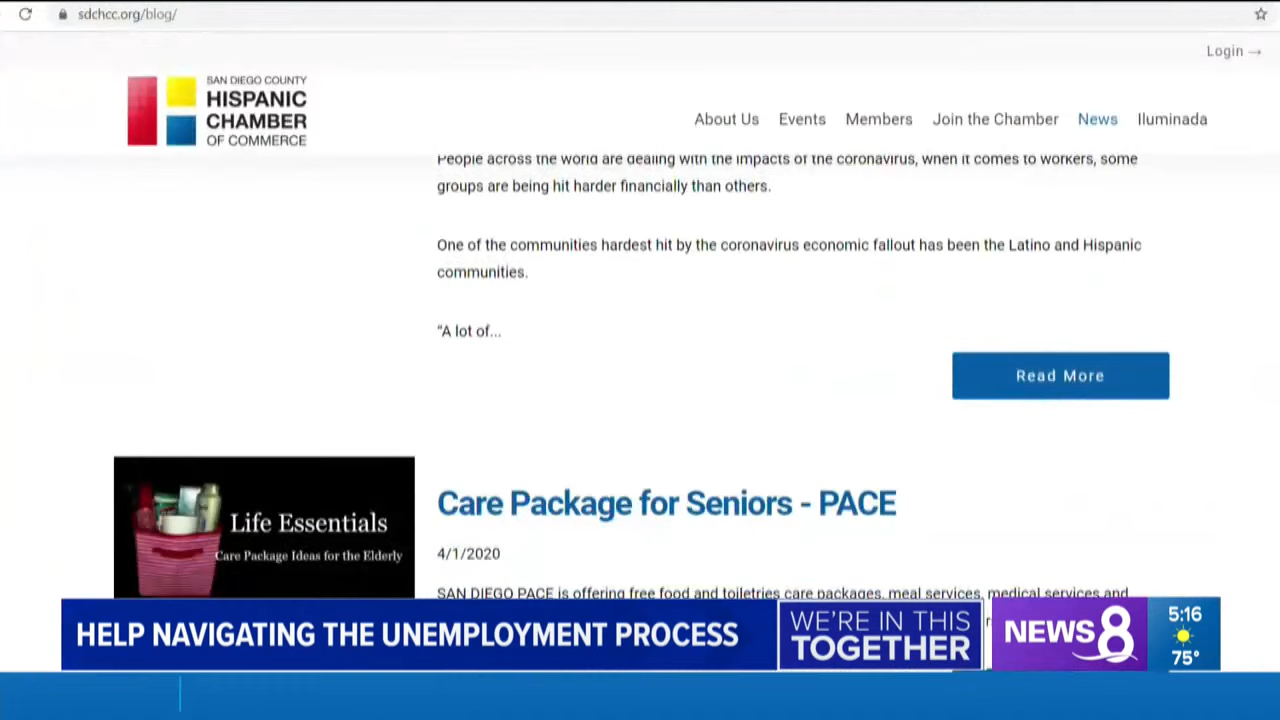 sdchcc.org/blog/
Login →
SAN DIEGO COUNTY
HISPANIC
CHAMBER
OF COMMERCE
About Us Events Members Join the Chamber News Iluminada
People across the world are dealing with the impacts of the coronavirus, when it comes to workers, some
groups are being hit harder financially than others.
One of the communities hardest hit by the coronavirus economic fallout has been the Latino and Hispanic
communities.
“A lot of...
Read More
Life Essentials
Care Package Ideas for the Elderly
Care Package for Seniors - PACE
4/1/2020
SAN DIEGO PACE is offering free food and toiletries care packages, meal services, medical services and
HELP NAVIGATING THE UNEMPLOYMENT PROCESS
WE'RE IN THIS
TOGETHER
NEWS 8
5:16
75°